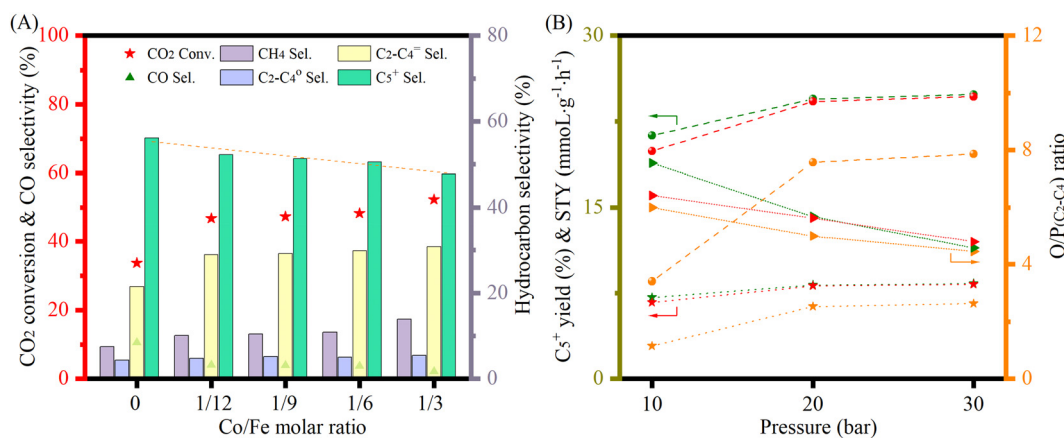 (A)
100
80
60
40
20
0
CO2 conversion & CO selectivity (%)
CO2 Conv.
CO Sel.
CH4 Sel.
C2-C4⁰ Sel.
C2-C4⁼ Sel.
C5⁺ Sel.
80
60
40
20
0
Hydrocarbon selectivity (%)
0
1/12
1/9
1/6
1/3
Co/Fe molar ratio
(B)
30
15
0
C5⁺ yield (%) & STY (mmoL·g⁻¹·h⁻¹)
12
8
4
0
O/P(C2-C4) ratio
10
20
30
Pressure (bar)